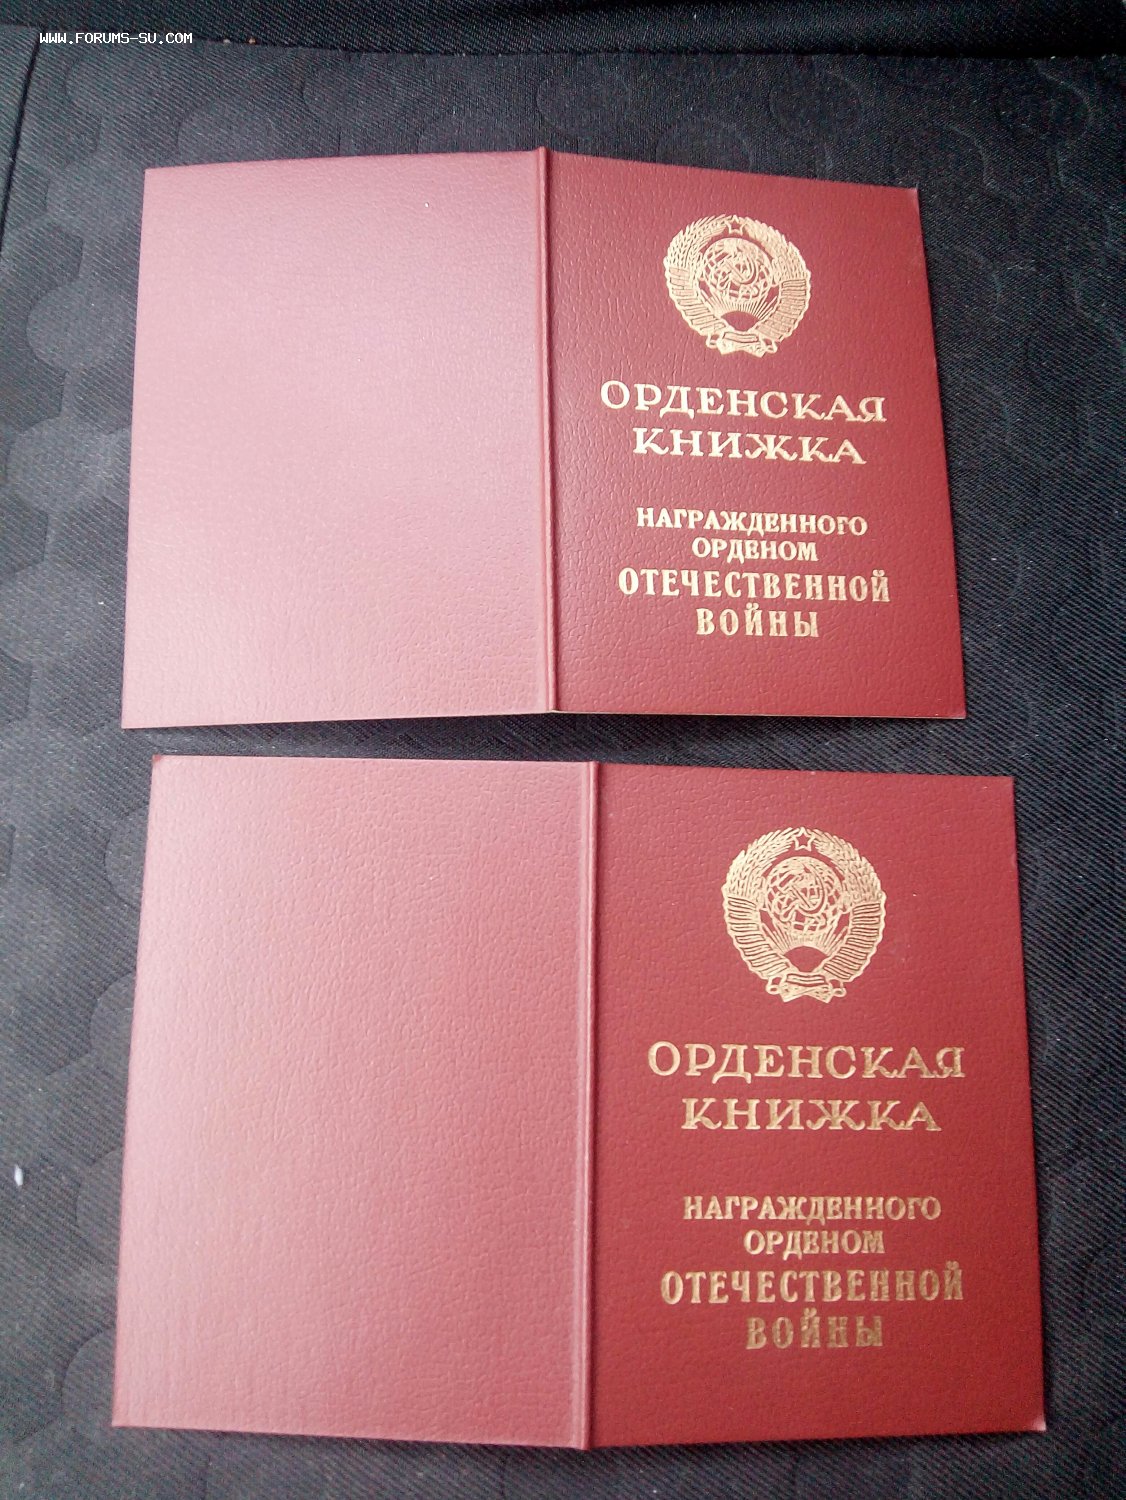 WWW.FORUMS-SU.COM
ОРДЕНСКАЯ
КНИЖКА
НАГРАЖДЕННОГО
ОРДЕНОМ
ОТЕЧЕСТВЕННОЙ
ВОЙНЫ
ОРДЕНСКАЯ
КНИЖКА
НАГРАЖДЕННОГО
ОРДЕНОМ
ОТЕЧЕСТВЕННОЙ
ВОЙНЫ